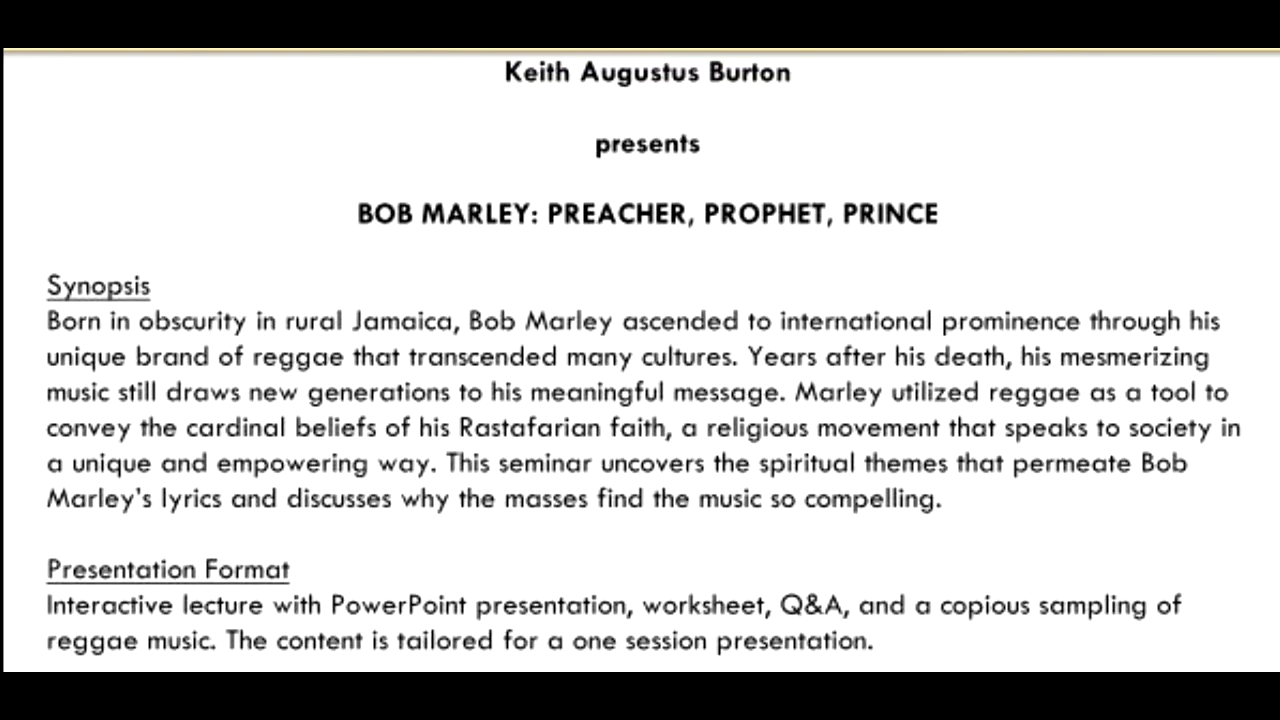 Keith Augustus Burton
presents
BOB MARLEY: PREACHER, PROPHET, PRINCE
Synopsis
Born in obscurity in rural Jamaica, Bob Marley ascended to international prominence through his
unique brand of reggae that transcended many cultures. Years after his death, his mesmerizing
music still draws new generations to his meaningful message. Marley utilized reggae as a tool to
convey the cardinal beliefs of his Rastafarian faith, a religious movement that speaks to society in
a unique and empowering way. This seminar uncovers the spiritual themes that permeate Bob
Marley's lyrics and discusses why the masses find the music so compelling.
Presentation Format
Interactive lecture with PowerPoint presentation, worksheet, Q&A, and a copious sampling of
reggae music. The content is tailored for a one session presentation.